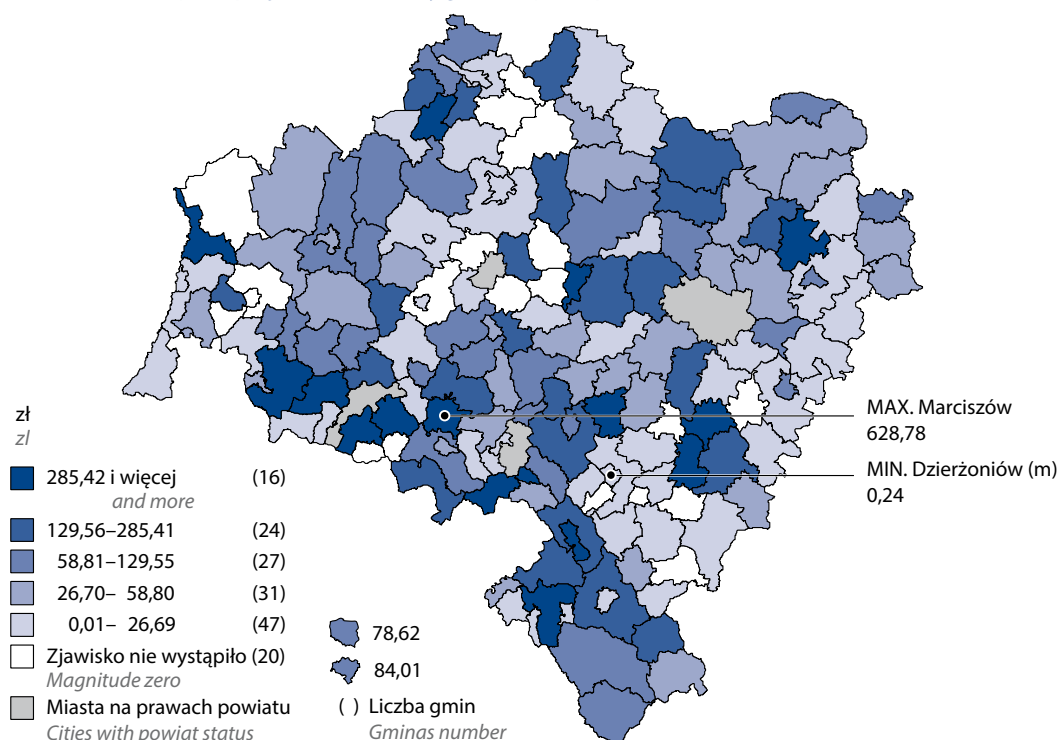 MAX. Marciszów
628,78
MIN. Dzierżoniów (m)
0,24
zł
zl
285,42 i więcej (16)
and more
129,56–285,41 (24)
58,81–129,55 (27)
26,70– 58,80 (31)
0,01– 26,69 (47)
Zjawisko nie wystąpiło (20)
Magnitude zero
Miasta na prawach powiatu
Cities with powiat status
78,62
84,01
( ) Liczba gmin
Gminas number